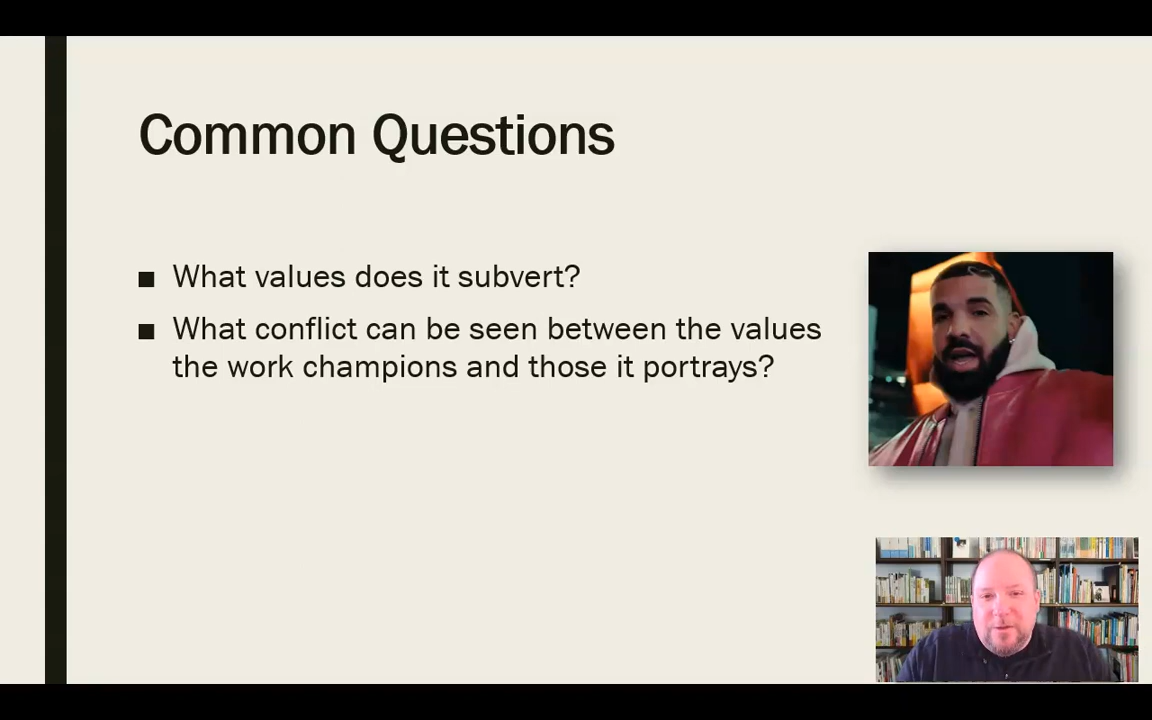 Common Questions
What values does it subvert?
What conflict can be seen between the values
the work champions and those it portrays?